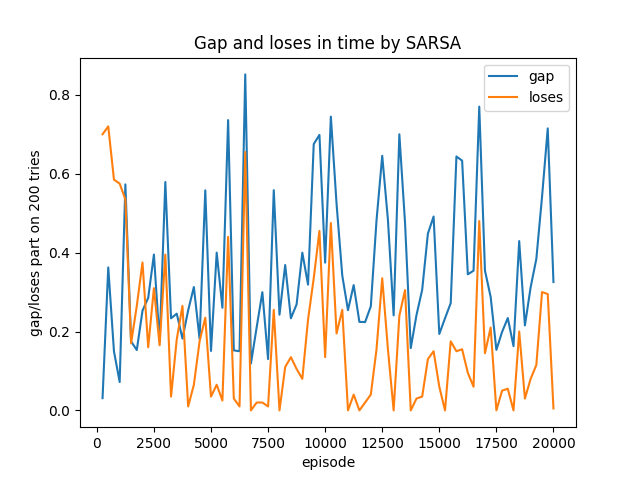 Gap and loses in time by SARSA
gap
loses
gap/loses part on 200 tries
0.8
0.6
0.4
0.2
0.0
0 2500 5000 7500 10000 12500 15000 17500 20000
episode